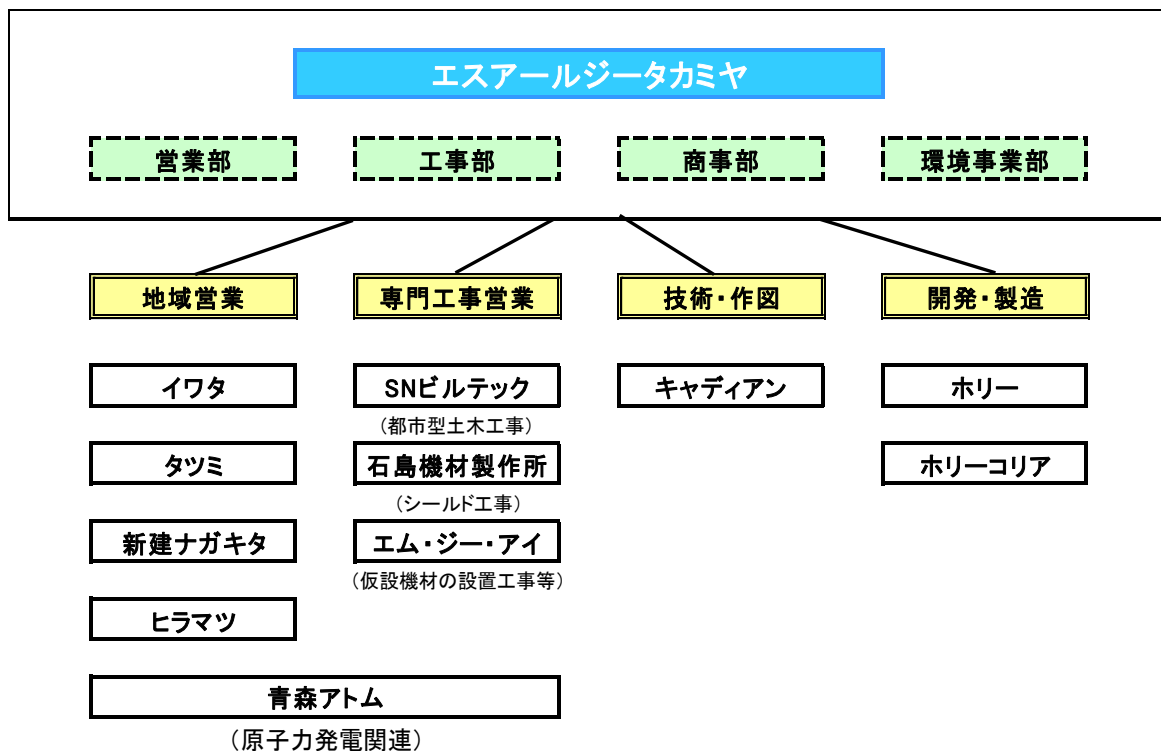 エスアールジータカミヤ
営業部 工事部 商事部 環境事業部
地域営業 専門工事営業 技術・作図 開発・製造
イワタ SNビルテック キャディアン ホリー
（都市型土木工事）
タツミ 石島機材製作所 ホリーコリア
（シールド工事）
新建ナガキタ エム・ジー・アイ
（仮設機材の設置工事等）
ヒラマツ
青森アトム
（原子力発電関連）